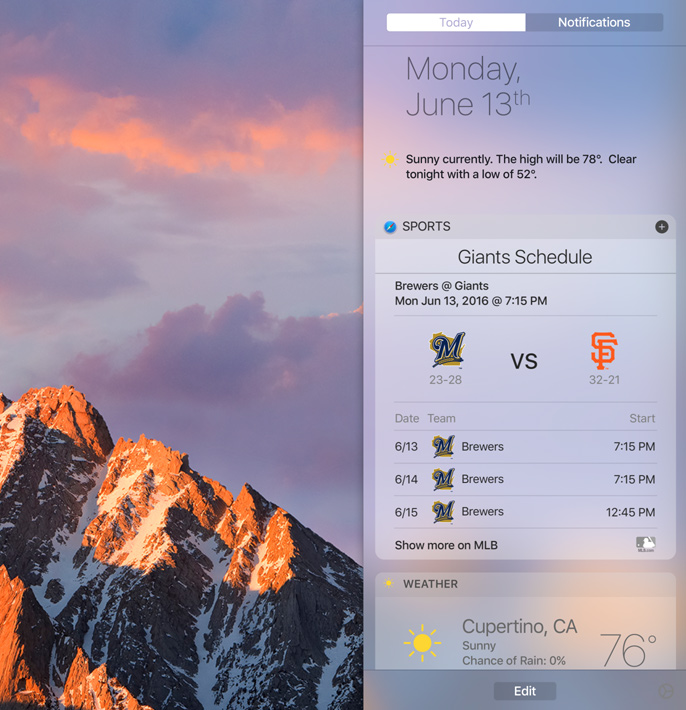 Today
Notifications
Monday,
June 13th
Sunny currently. The high will be 78°. Clear
tonight with a low of 52°.
SPORTS
Giants Schedule
Brewers @ Giants
Mon Jun 13, 2016 @ 7:15 PM
M
VS
SF
23-28
32-21
Date Team Start
6/13 M Brewers 7:15 PM
6/14 M Brewers 7:15 PM
6/15 M Brewers 12:45 PM
Show more on MLB
MLB.com
WEATHER
Cupertino, CA
Sunny
Chance of Rain: 0%
76°
Edit